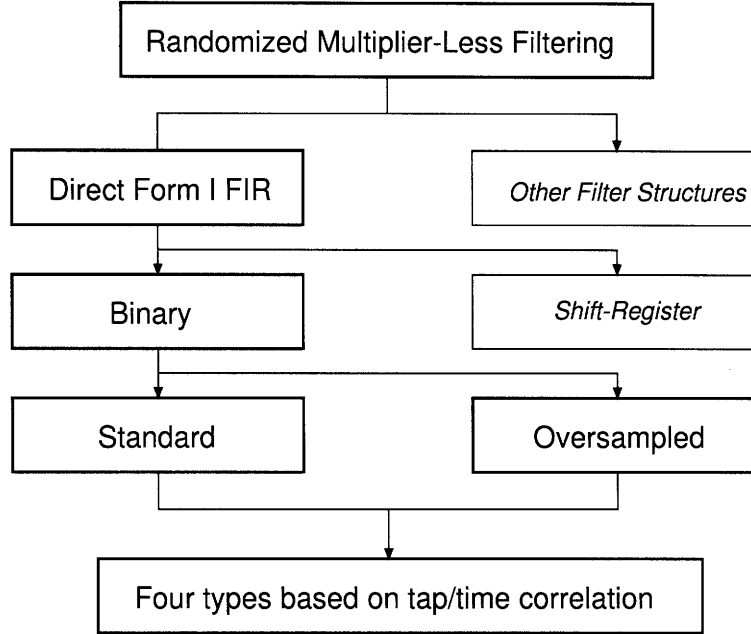 Randomized Multiplier-Less Filtering
Direct Form I FIR
Other Filter Structures
Binary
Shift-Register
Standard
Oversampled
Four types based on tap/time correlation